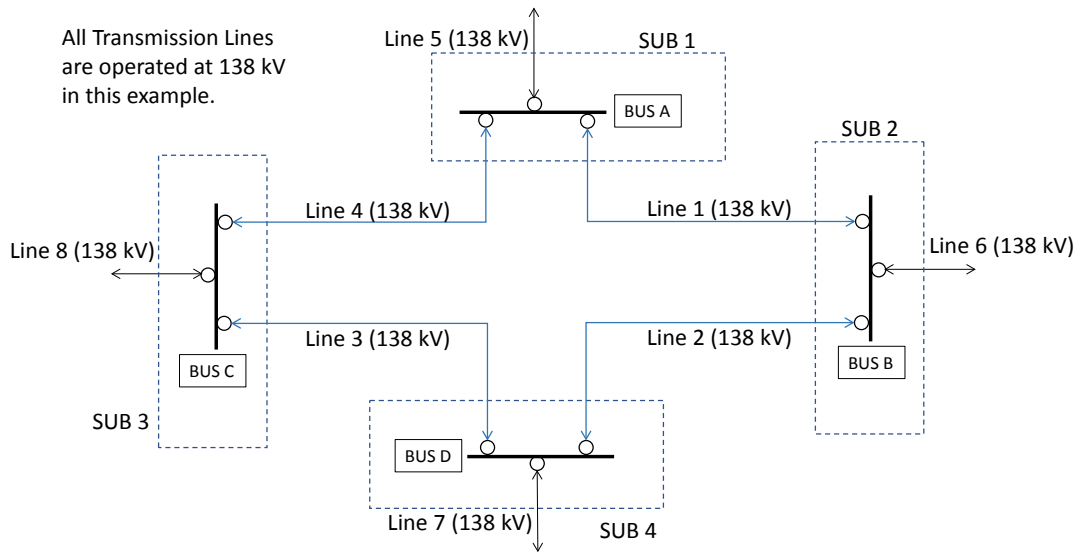 All Transmission Lines
are operated at 138 kV
in this example.
Line 5 (138 kV)
SUB 1
BUS A
SUB 2
Line 4 (138 kV)
Line 1 (138 kV)
Line 8 (138 kV)
Line 6 (138 kV)
Line 3 (138 kV)
Line 2 (138 kV)
BUS C
BUS B
SUB 3
BUS D
Line 7 (138 kV)
SUB 4